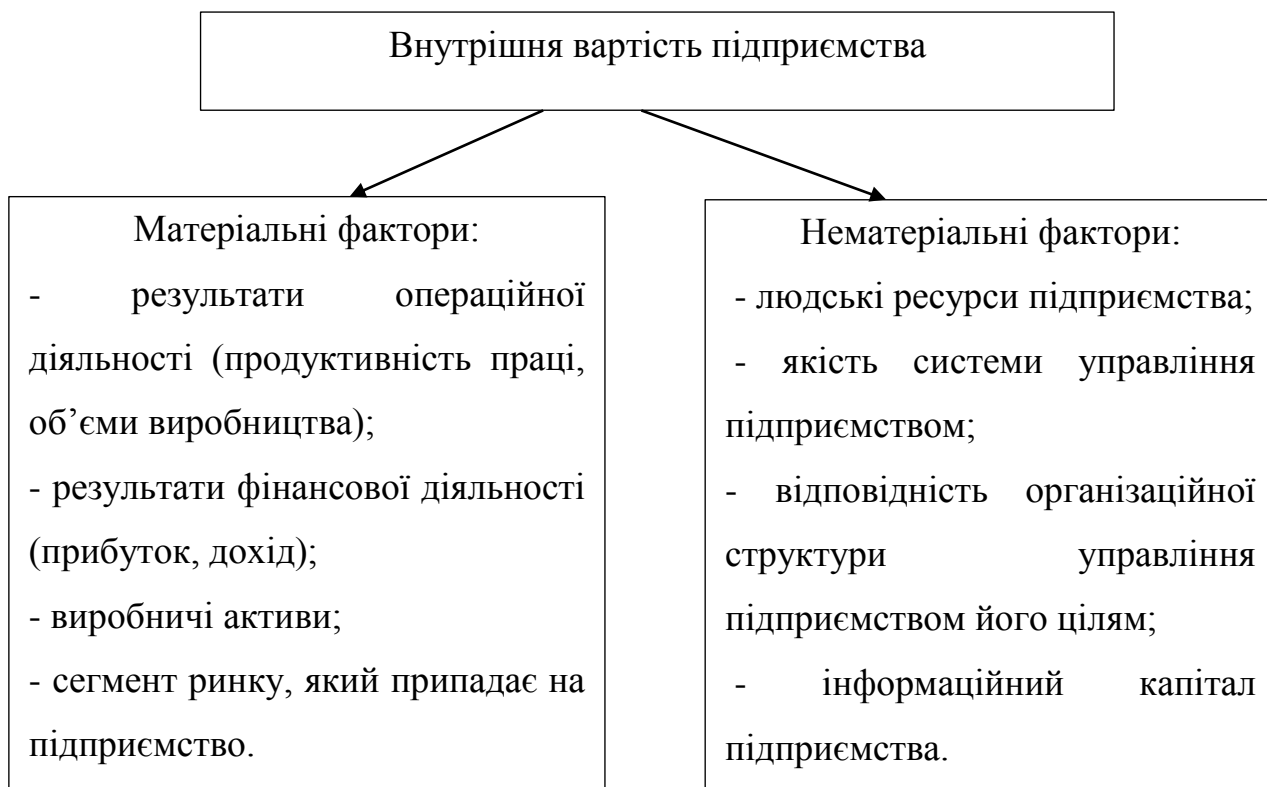 Внутрішня вартість підприємства
Матеріальні фактори:
- результати операційної
діяльності (продуктивність праці,
об’єми виробництва);
- результати фінансової діяльності
(прибуток, дохід);
- виробничі активи;
- сегмент ринку, який припадає на
підприємство.
Нематеріальні фактори:
- людські ресурси підприємства;
- якість системи управління
підприємством;
- відповідність організаційної
структури управління
підприємством його цілям;
- інформаційний капітал
підприємства.